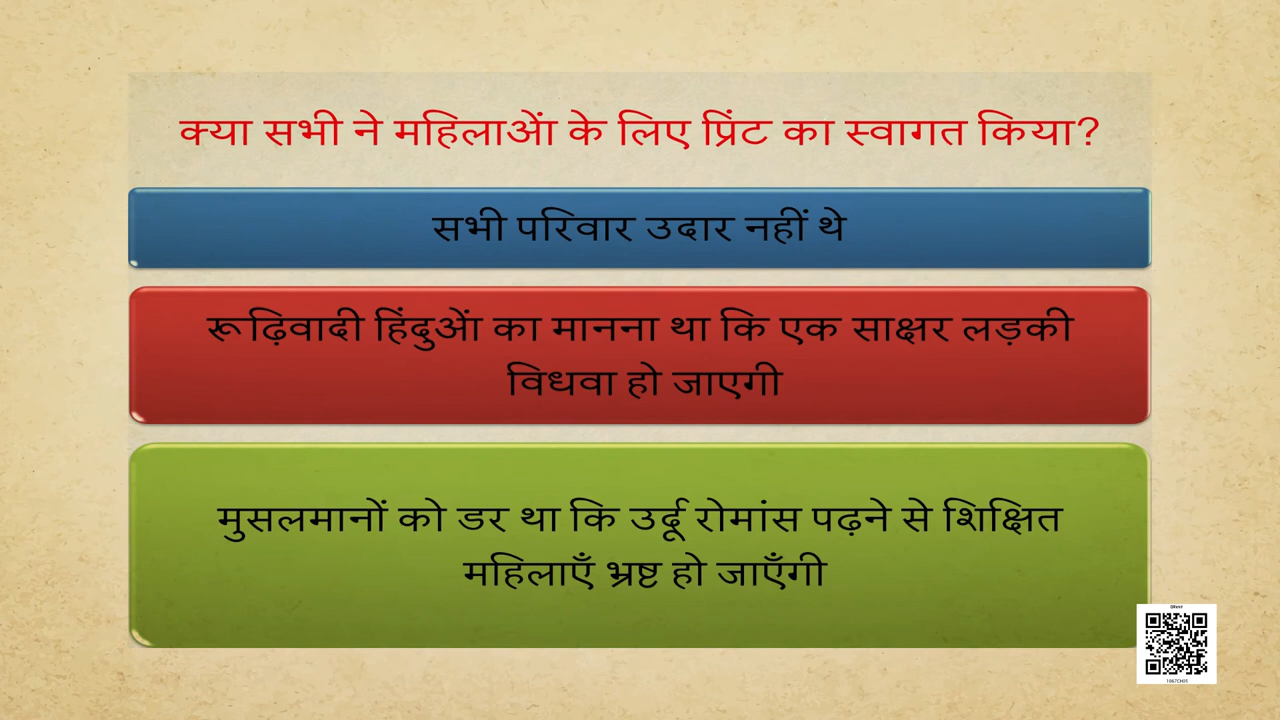 क्या सभी ने महिलाओं के लिए प्रिंट का स्वागत किया?
सभी परिवार उदार नहीं थे
रूढ़िवादी हिंदुओं का मानना था कि एक साक्षर लड़की
विधवा हो जाएगी
मुसलमानों को डर था कि उर्दू रोमांस पढ़ने से शिक्षित
महिलाएँ भ्रष्ट हो जाएँगी
1067CH05